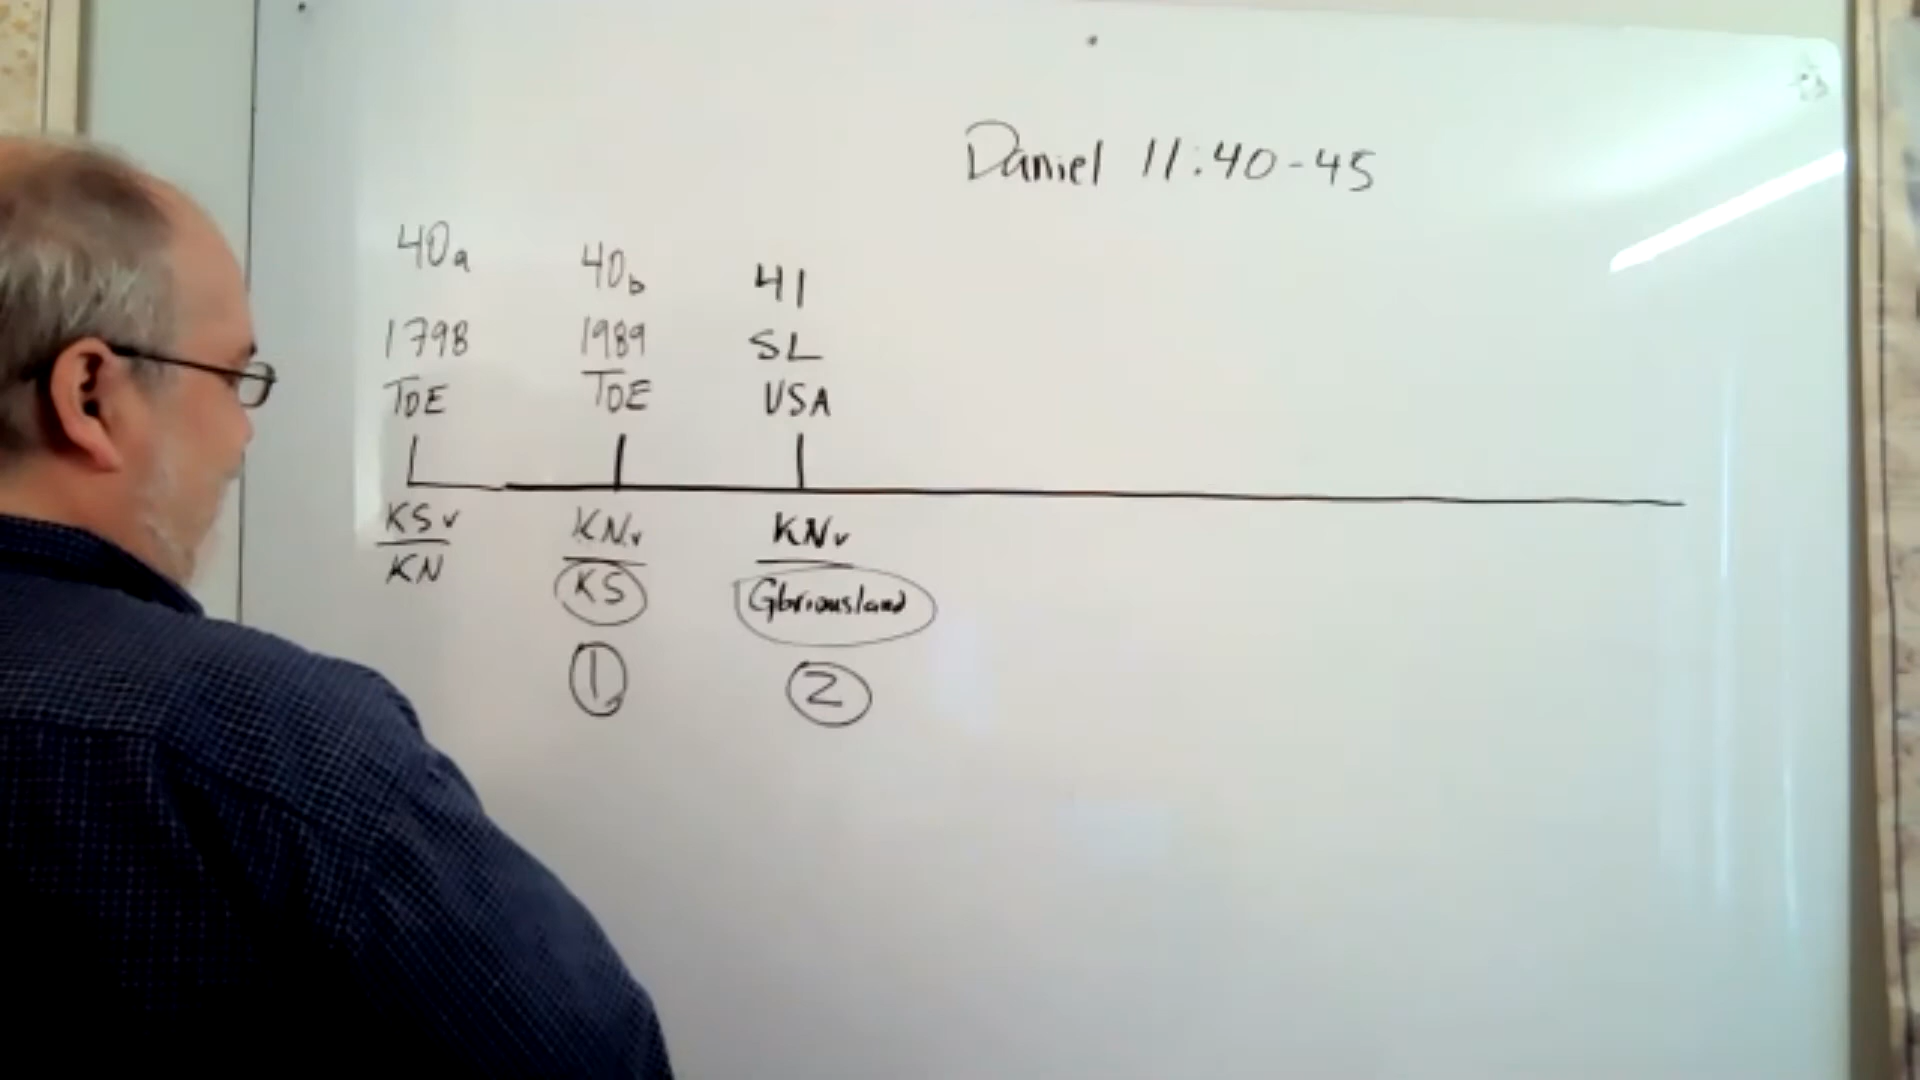 Daniel 11:40-45
40a 40b 41
1798 1989 SL
TOE TOE USA
KSv KNv KNv
KN KS Gloriousland
1 2